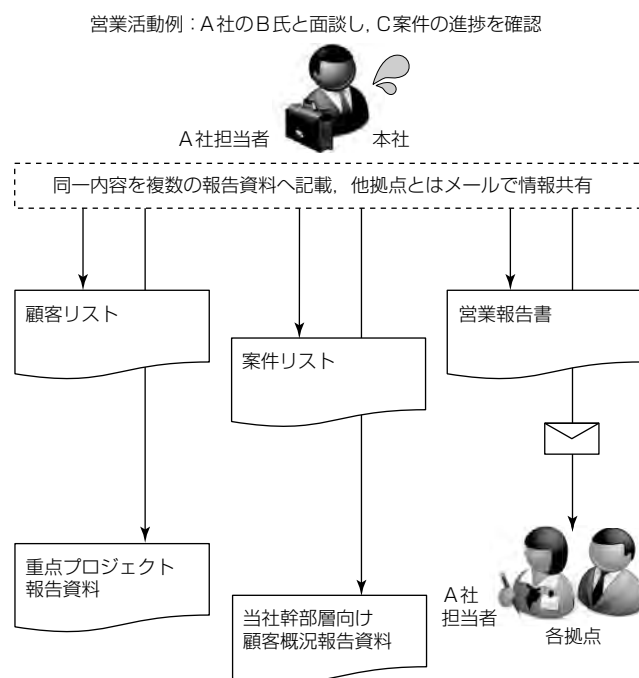 営業活動例：A社のB氏と面談し，C案件の進捗を確認
A社担当者
本社
同一内容を複数の報告資料へ記載，他拠点とはメールで情報共有
顧客リスト
案件リスト
営業報告書
重点プロジェクト
報告資料
当社幹部層向け
顧客概況報告資料
A社
担当者
各拠点